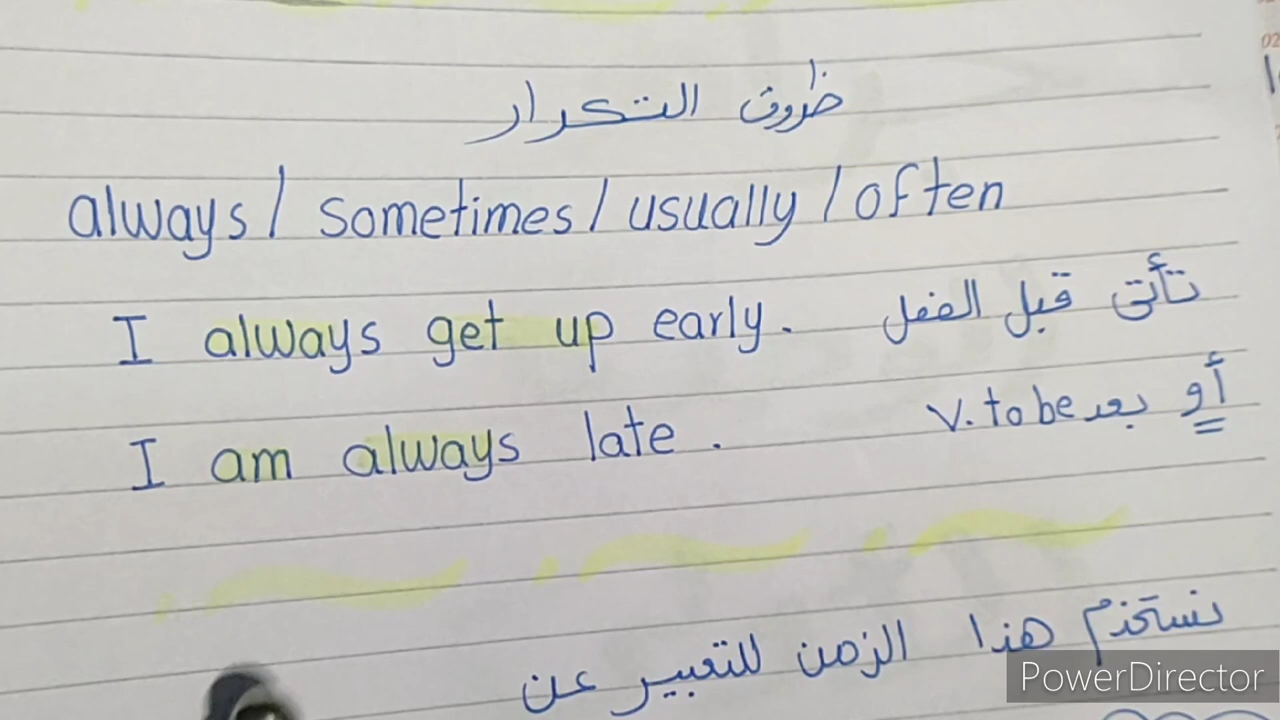 ظروف التكرار
always / sometimes / usually / often
I always get up early. تأتى قبل الفعل
I am always late. أو بعد v. to be
نستخدم هذا الزمن للتعبير عن
PowerDirector